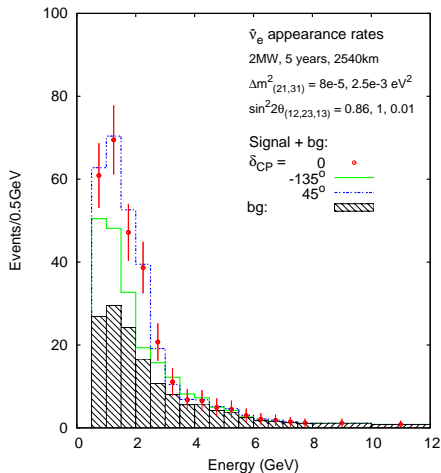 ν̄e appearance rates
2MW, 5 years, 2540km
Δm²(21,31) = 8e-5, 2.5e-3 eV²
sin²2θ(12,23,13) = 0.86, 1, 0.01
Signal + bg:
δCP = 0
-135°
45°
bg:
Events/0.5GeV
100
80
60
40
20
0
0 2 4 6 8 10 12
Energy (GeV)